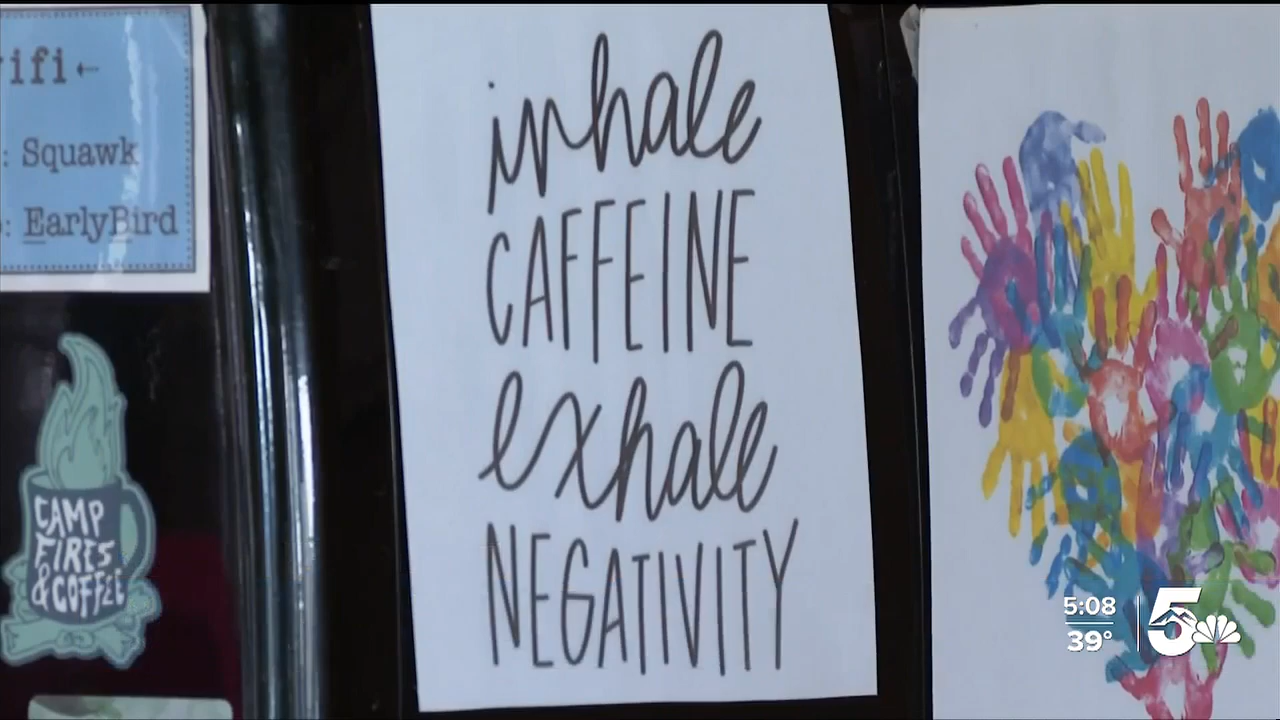 ifi←
: Squawk
: EarlyBird
inhale
CAFFEINE
exhale
NEGATIVITY
CAMP
FIRES
& COFFEE
5:08
39°
5